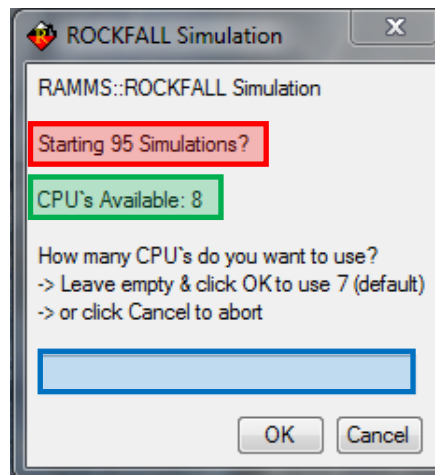 ROCKFALL Simulation
X
RAMMS::ROCKFALL Simulation
Starting 95 Simulations?
CPU`s Available: 8
How many CPU`s do you want to use?
-> Leave empty & click OK to use 7 (default)
-> or click Cancel to abort
OK Cancel